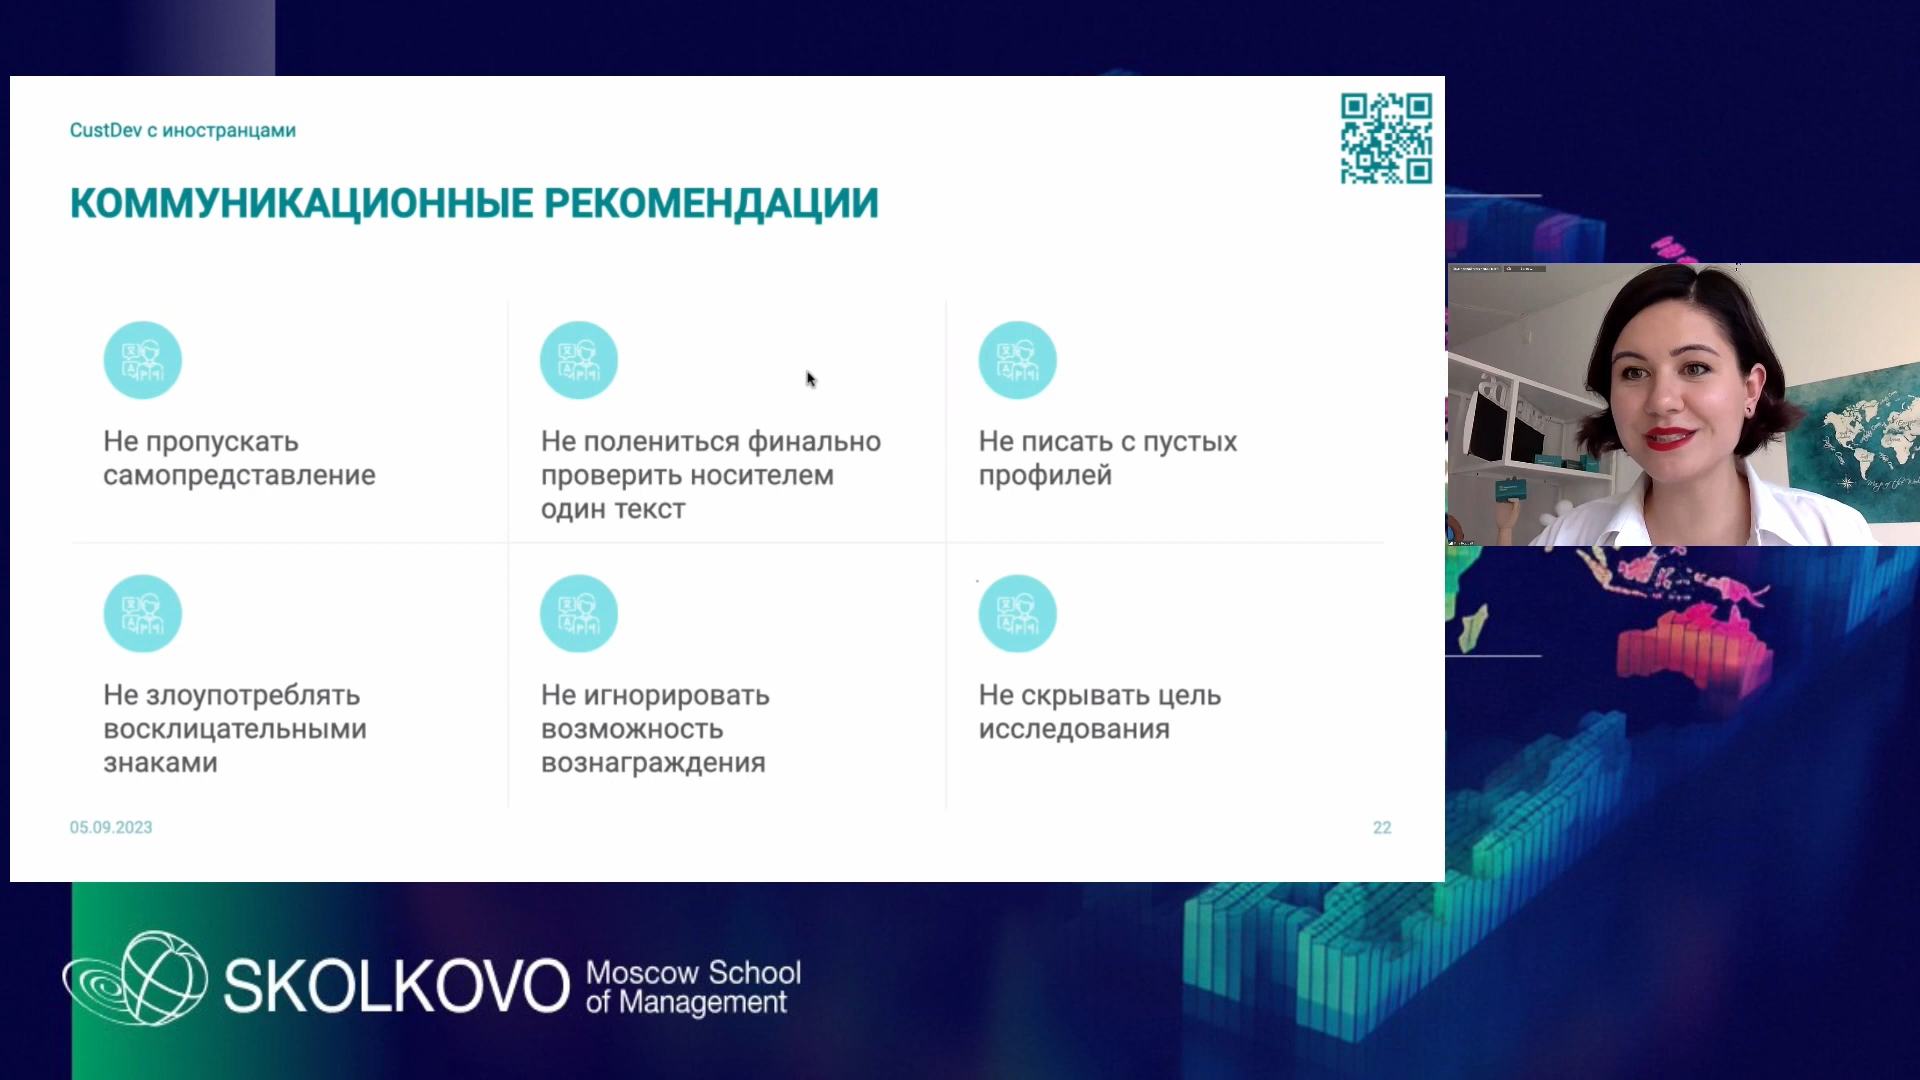 CustDev с иностранцами
КОММУНИКАЦИОННЫЕ РЕКОМЕНДАЦИИ
Не пропускать
самопредставление
Не полениться финально
проверить носителем
один текст
Не писать с пустых
профилей
Не злоупотреблять
восклицательными
знаками
Не игнорировать
возможность
вознаграждения
Не скрывать цель
исследования
05.09.2023
22
SKOLKOVO
Moscow School
of Management